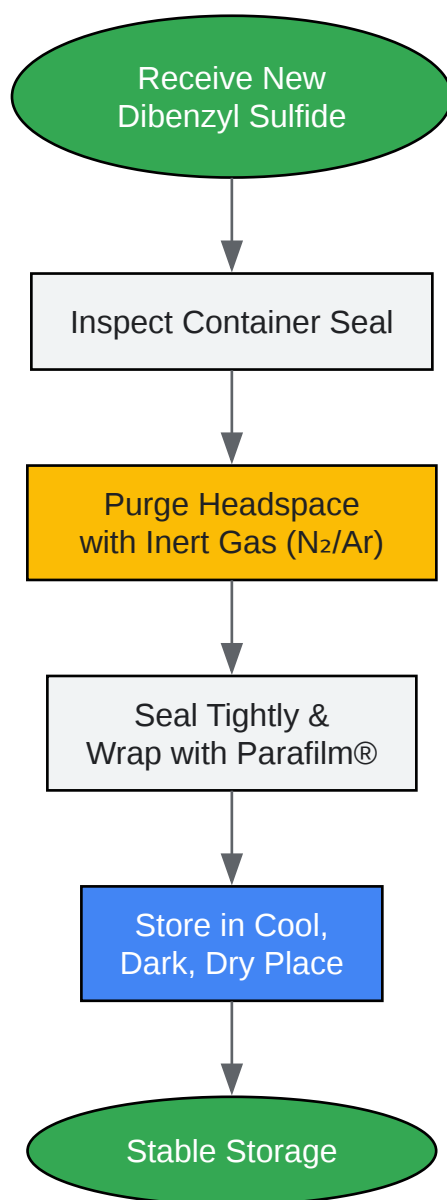 Receive New
Dibenzyl Sulfide
Inspect Container Seal
Purge Headspace
with Inert Gas (N₂/Ar)
Seal Tightly &
Wrap with Parafilm®
Store in Cool,
Dark, Dry Place
Stable Storage